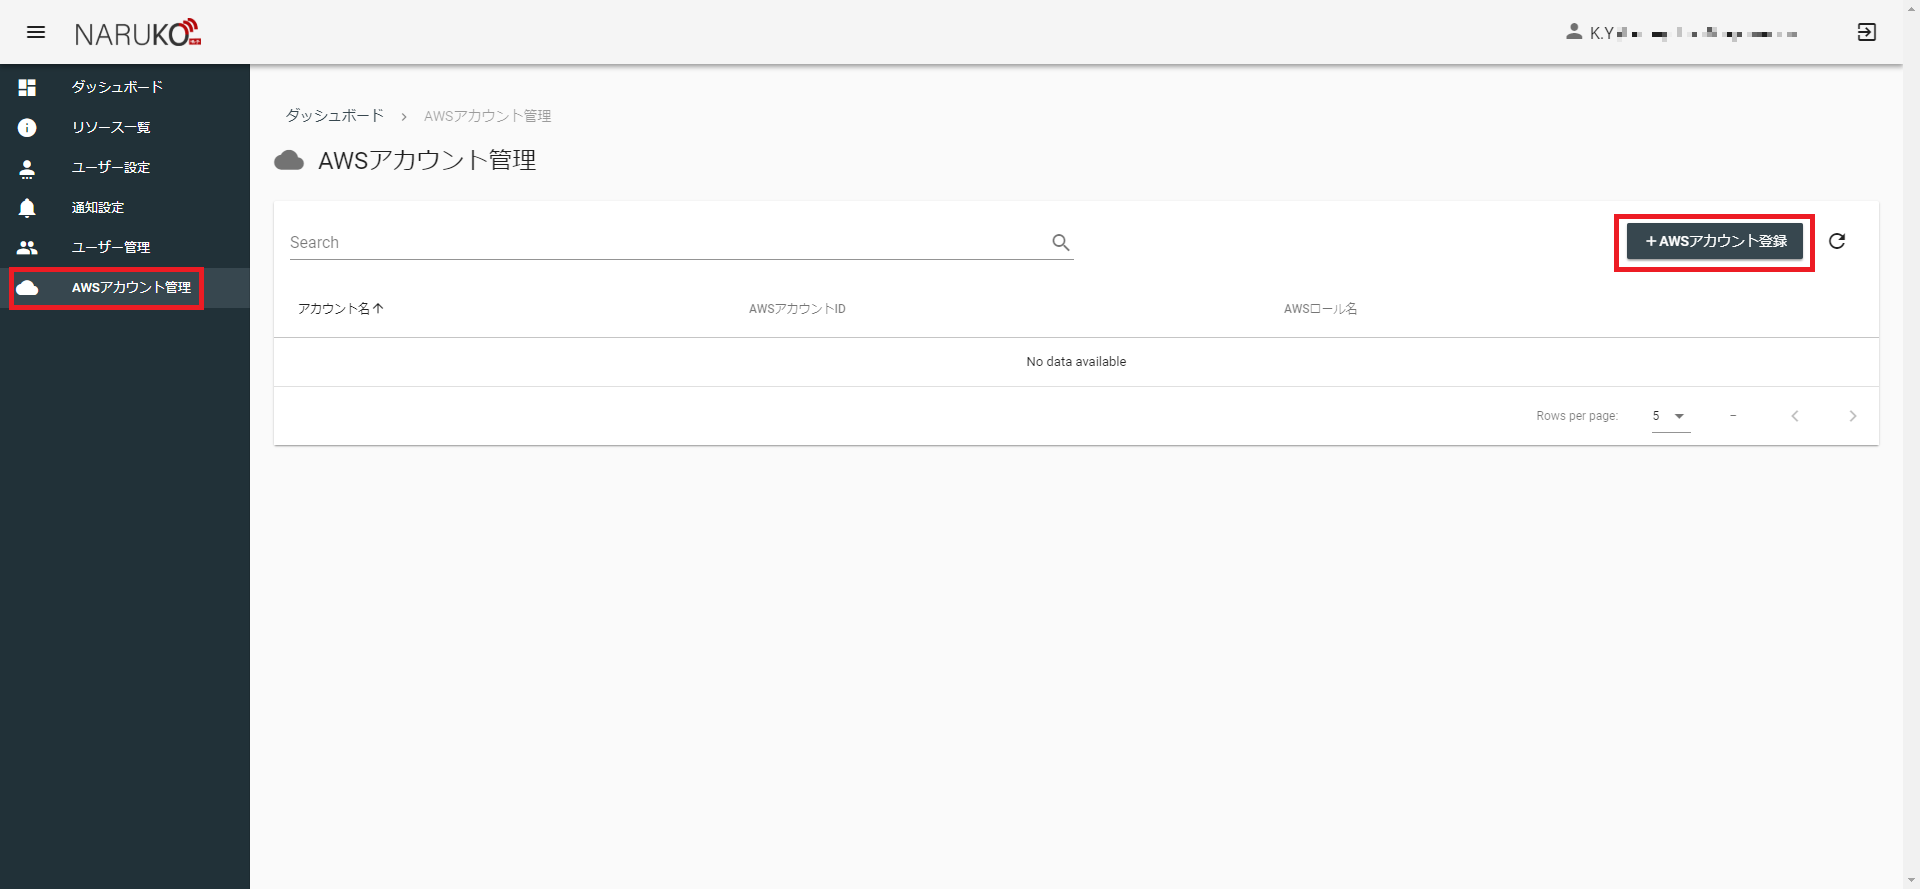 NARUKO
K.Y
ダッシュボード
リソース一覧
ユーザー設定
通知設定
ユーザー管理
AWSアカウント管理
ダッシュボード › AWSアカウント管理
AWSアカウント管理
Search
+AWSアカウント登録
アカウント名↑ AWSアカウントID AWSロール名
No data available
Rows per page: 5 –